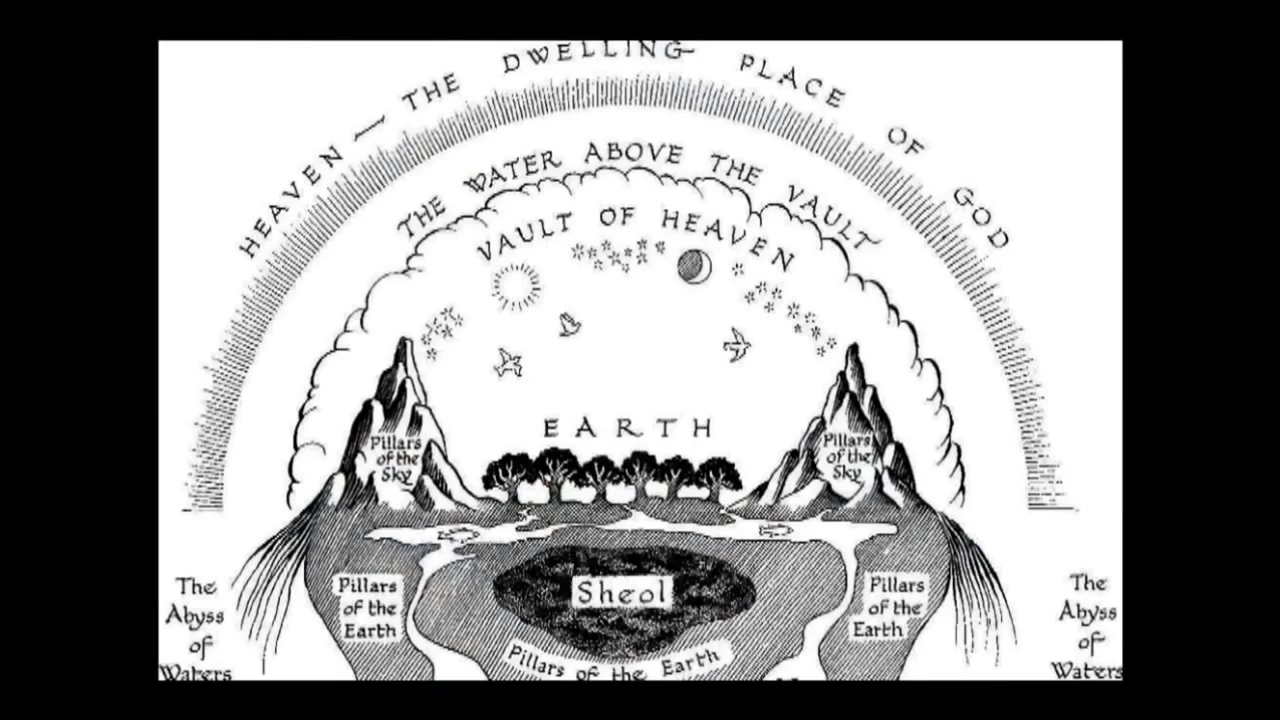 HEAVEN — THE DWELLING PLACE OF GOD
THE WATER ABOVE THE VAULT
VAULT OF HEAVEN
EARTH
Pillars
of the
Sky
Pillars
of the
Sky
Sheol
The
Abyss
of
Waters
Pillars
of the
Earth
Pillars
of the
Earth
The
Abyss
of
Waters
Pillars of the Earth